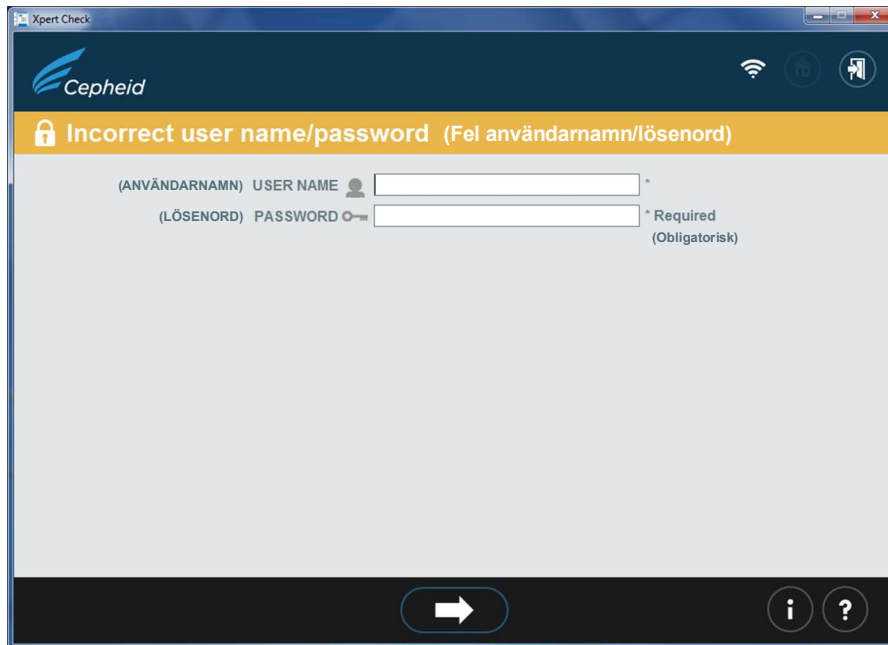 Xpert Check
Cepheid
Incorrect user name/password (Fel användarnamn/lösenord)
(ANVÄNDARNAMN) USER NAME *
(LÖSENORD) PASSWORD * Required
(Obligatorisk)
i ?